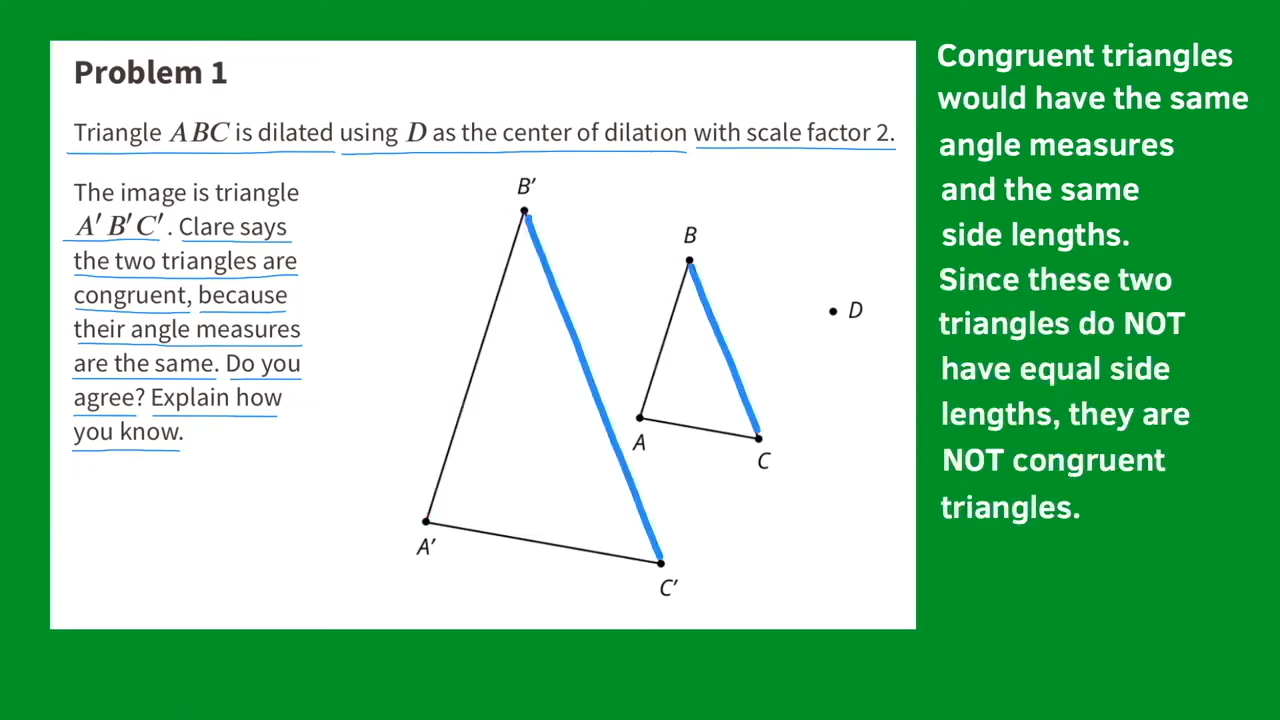 Problem 1
Triangle ABC is dilated using D as the center of dilation with scale factor 2.
The image is triangle
A′ B′ C′. Clare says
the two triangles are
congruent, because
their angle measures
are the same. Do you
agree? Explain how
you know.
B′
B
D
A
C
A′
C′
Congruent triangles
would have the same
angle measures
and the same
side lengths.
Since these two
triangles do NOT
have equal side
lengths, they are
NOT congruent
triangles.